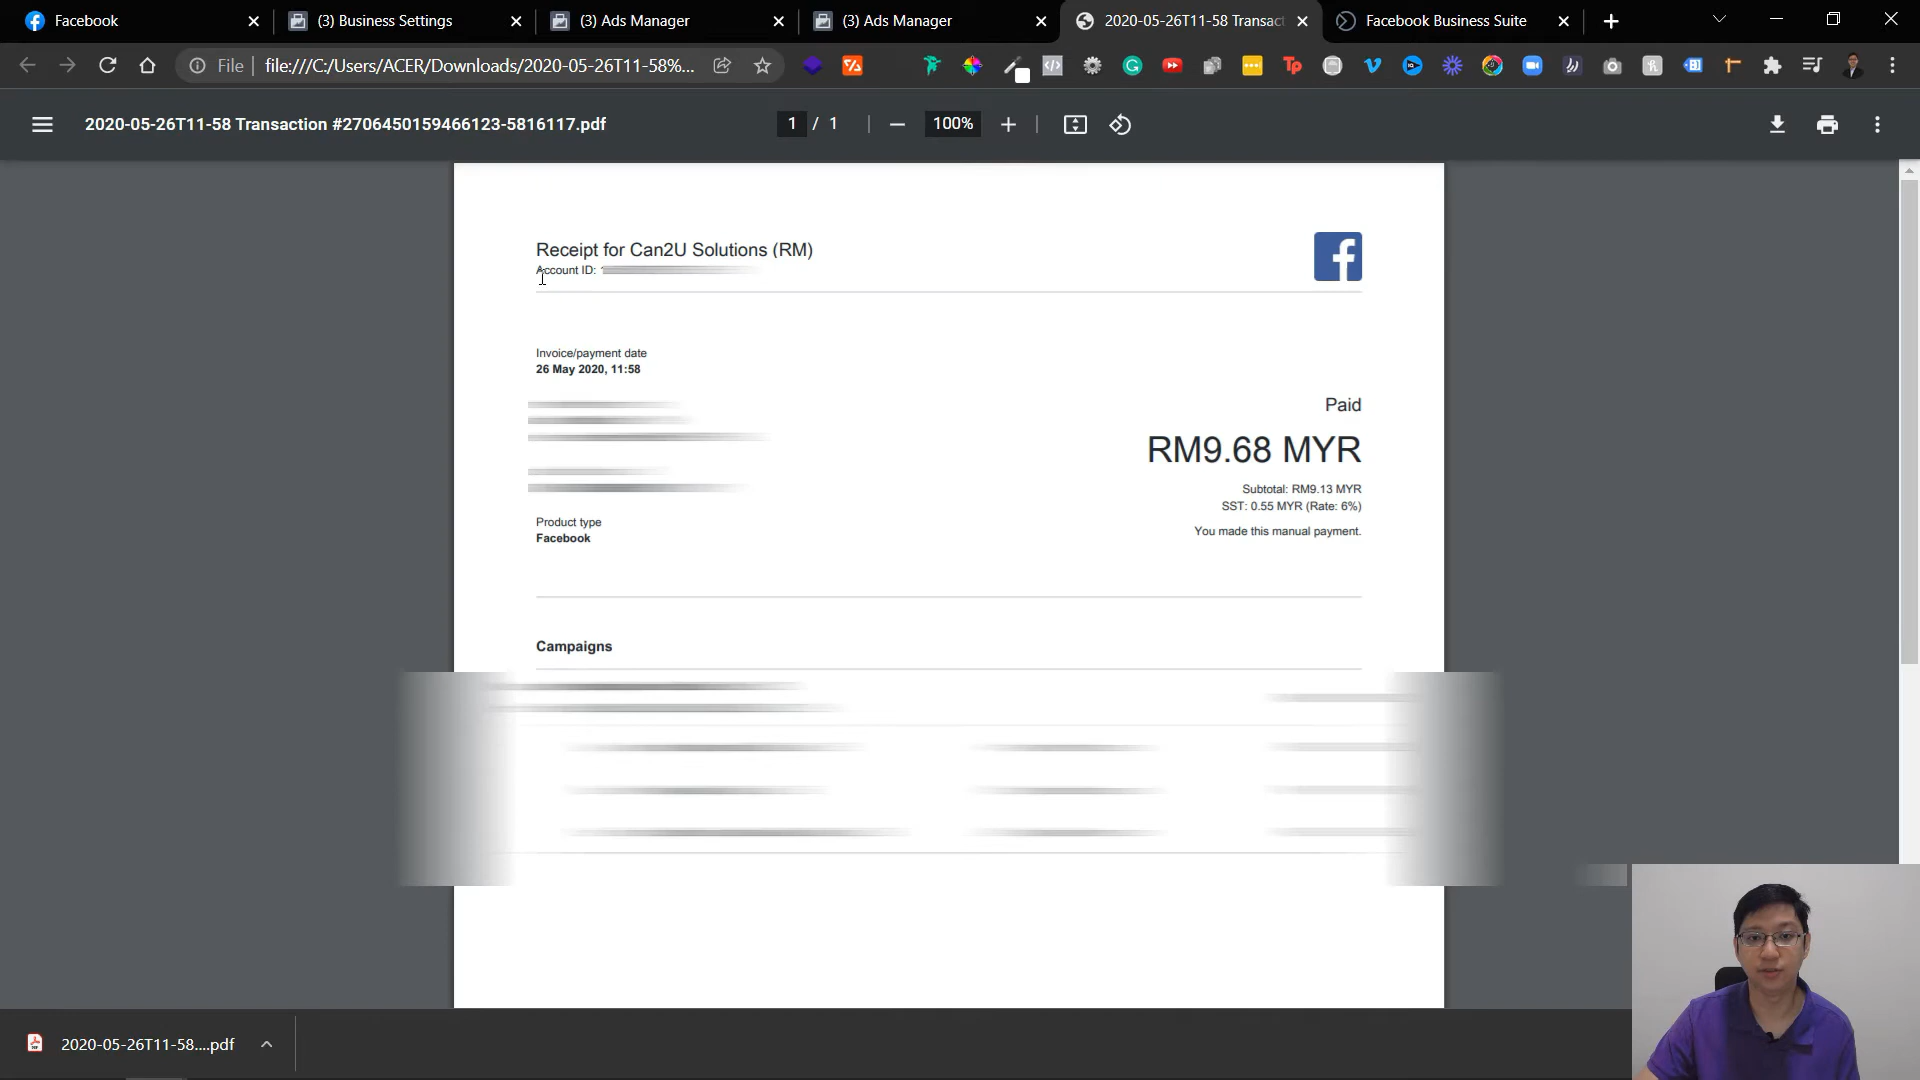 Facebook
(3) Business Settings
(3) Ads Manager
(3) Ads Manager
2020-05-26T11-58 Transact
Facebook Business Suite
File
file:///C:/Users/ACER/Downloads/2020-05-26T11-58%...
2020-05-26T11-58 Transaction #2706450159466123-5816117.pdf
1 / 1
100%
Receipt for Can2U Solutions (RM)
Account ID:
Invoice/payment date
26 May 2020, 11:58
Paid
RM9.68 MYR
Subtotal: RM9.13 MYR
SST: 0.55 MYR (Rate: 6%)
You made this manual payment.
Product type
Facebook
Campaigns
2020-05-26T11-58....pdf